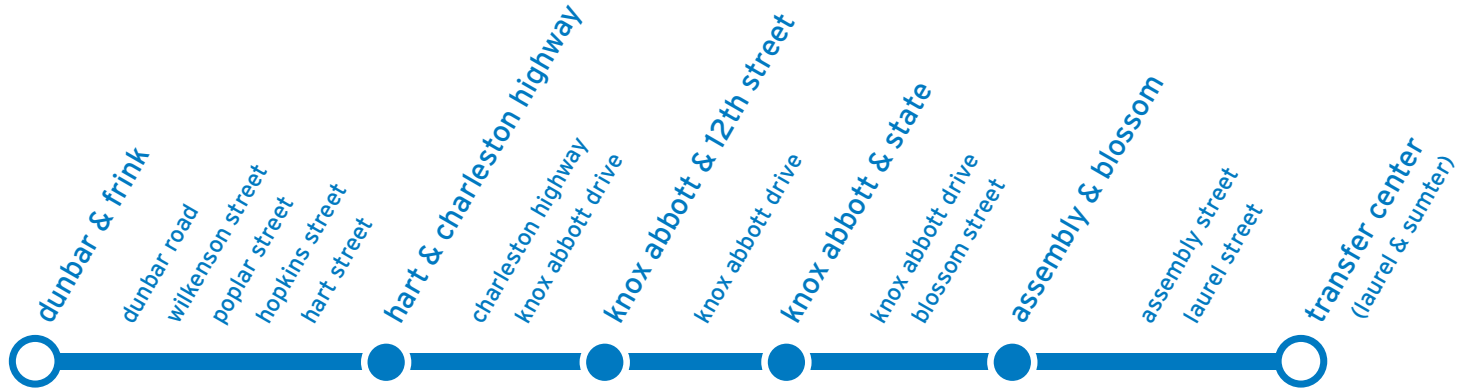 dunbar & frink
dunbar road
wilkenson street
poplar street
hopkins street
hart street
hart & charleston highway
charleston highway
knox abbott drive
knox abbott & 12th street
knox abbott drive
knox abbott & state
knox abbott drive
blossom street
assembly & blossom
assembly street
laurel street
transfer center
(laurel & sumter)